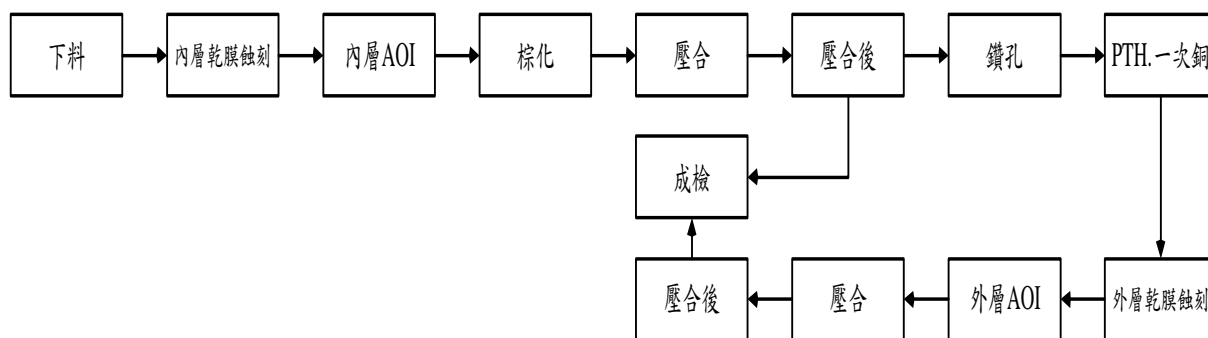 下料
內層乾膜蝕刻
內層AOI
棕化
壓合
壓合後
鑽孔
PTH.一次銅
成檢
壓合後
壓合
外層AOI
外層乾膜蝕刻